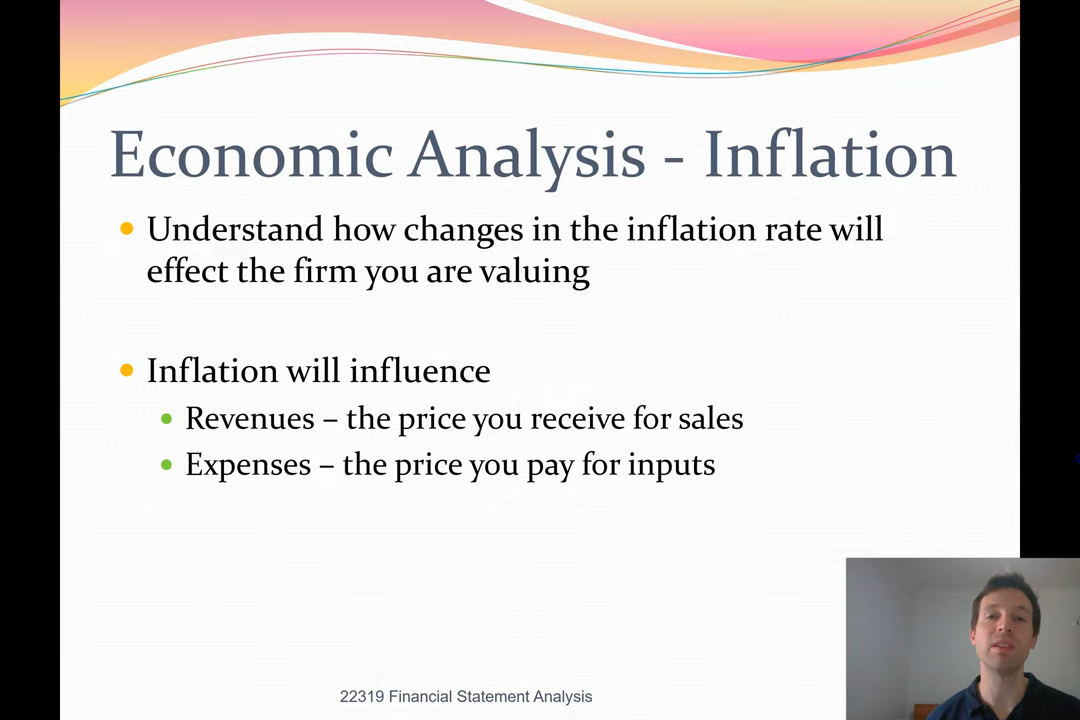 Economic Analysis - Inflation
Understand how changes in the inflation rate will
effect the firm you are valuing
Inflation will influence
Revenues – the price you receive for sales
Expenses – the price you pay for inputs
22319 Financial Statement Analysis